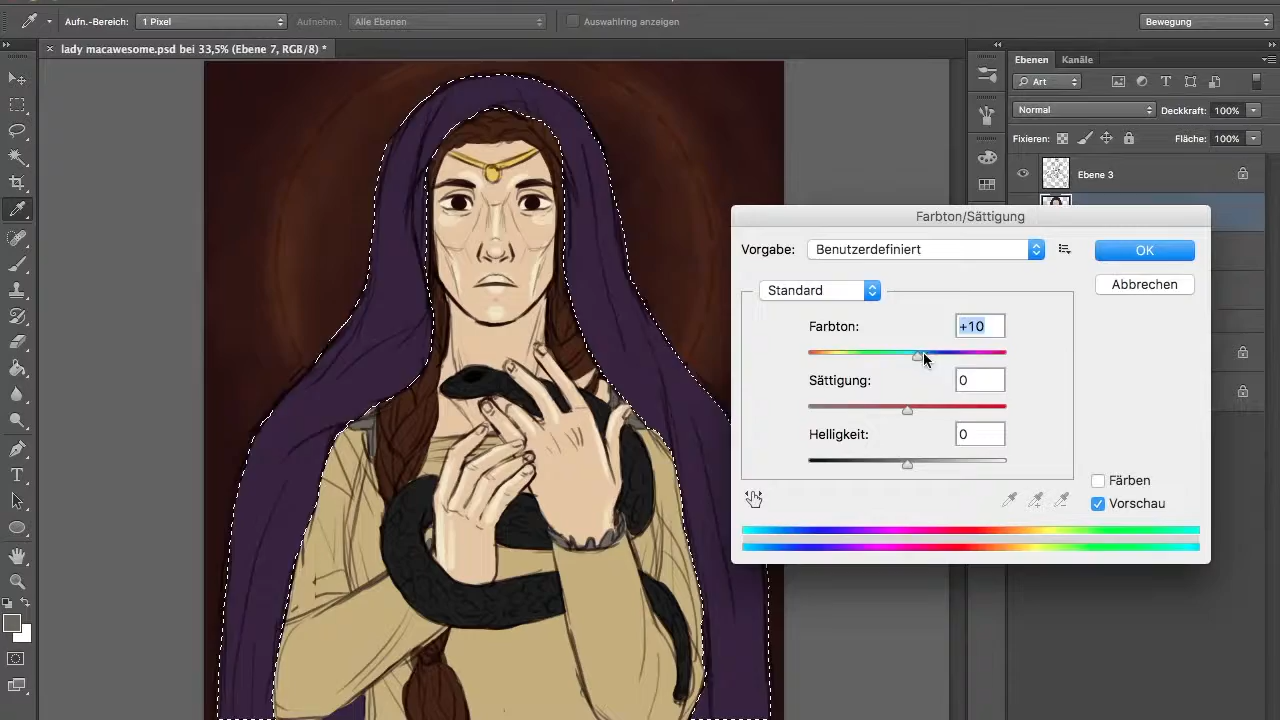 Aufn.-Bereich: 1 Pixel Aufnehm.: Alle Ebenen Auswahlring anzeigen Bewegung
lady macawesome.psd bei 33,5% (Ebene 7, RGB/8) *
Ebenen Kanäle
Art
Normal Deckkraft: 100%
Fixieren: Fläche: 100%
Ebene 3
Farbton/Sättigung
Vorgabe: Benutzerdefiniert OK
Standard Abbrechen
Farbton: +10
Sättigung: 0
Helligkeit: 0
Färben
Vorschau